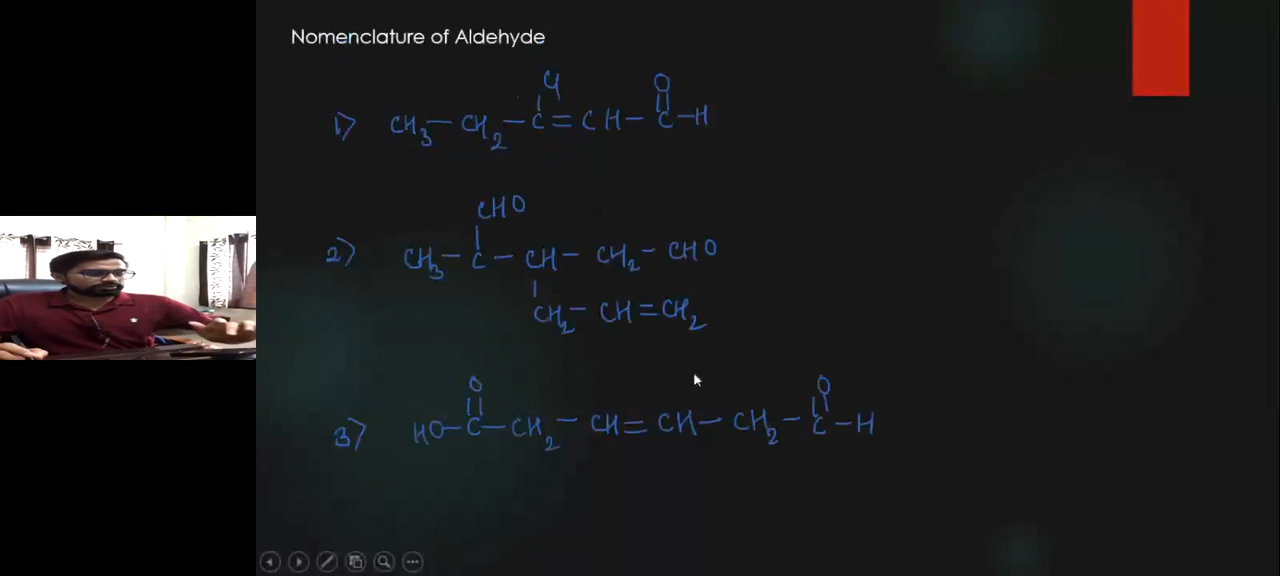 Nomenclature of Aldehyde
Cl O
1) CH3 - CH2 - C = CH - C - H
CHO
2) CH3 - C - CH - CH2 - CHO
CH2 - CH = CH2
O O
3) HO - C - CH2 - CH = CH - CH2 - C - H